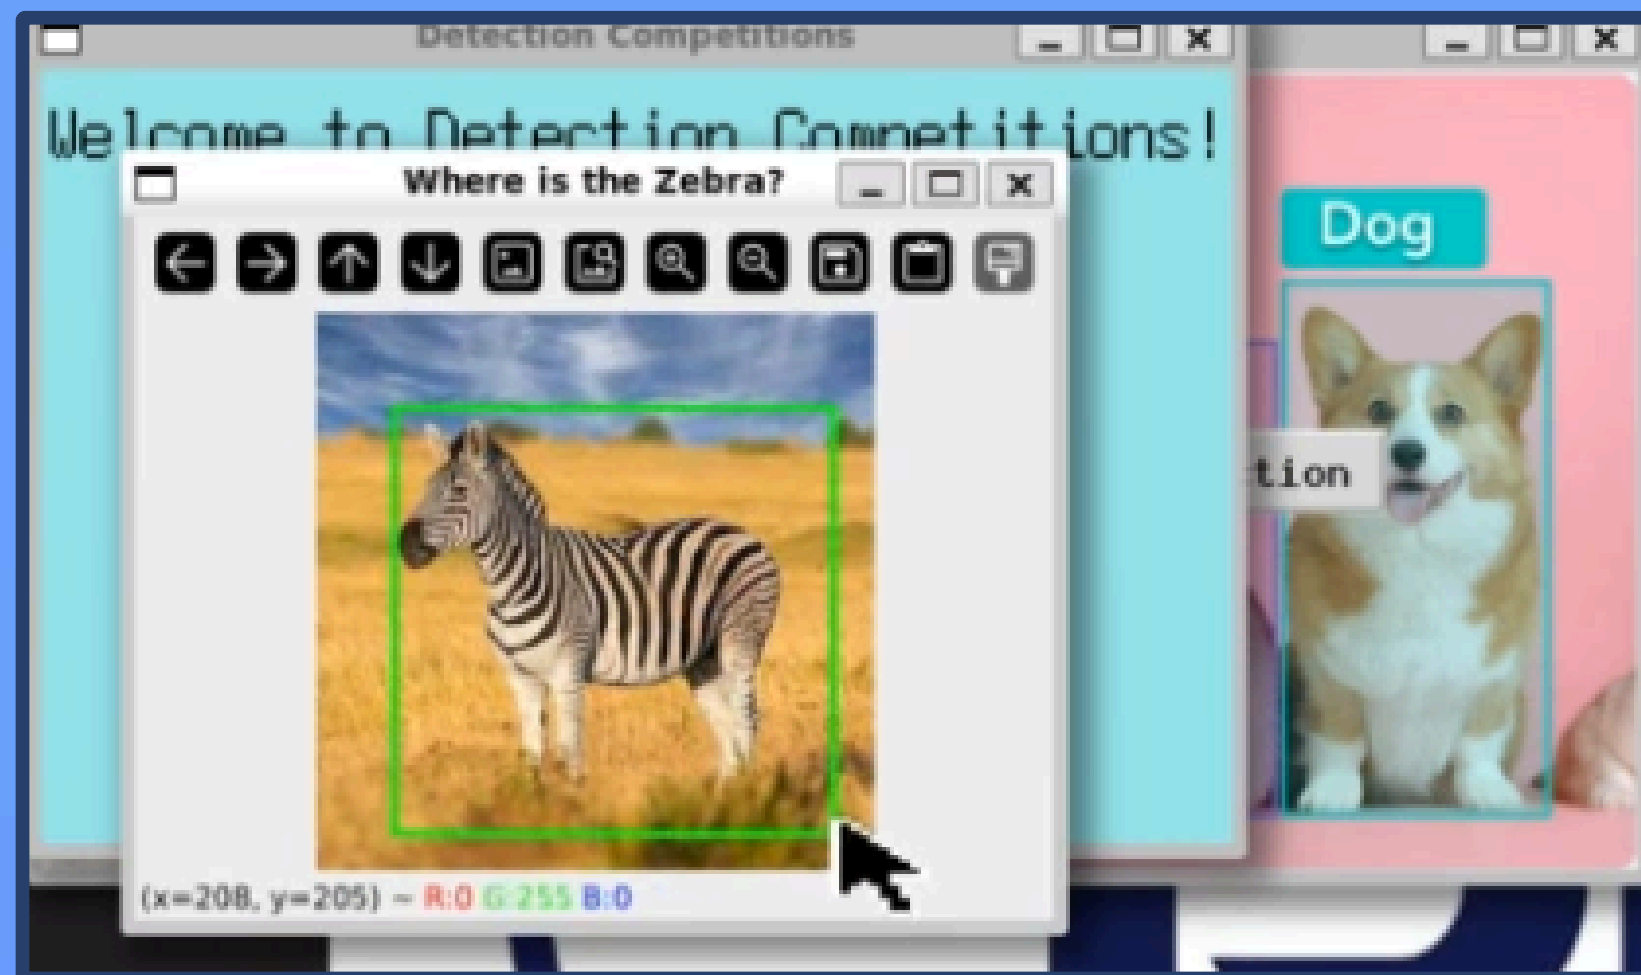 Detection Competitions
Welcome to Detection Competitions!
Where is the Zebra?
Dog
tion
(x=208, y=205) ~ R:0 G:255 B:0